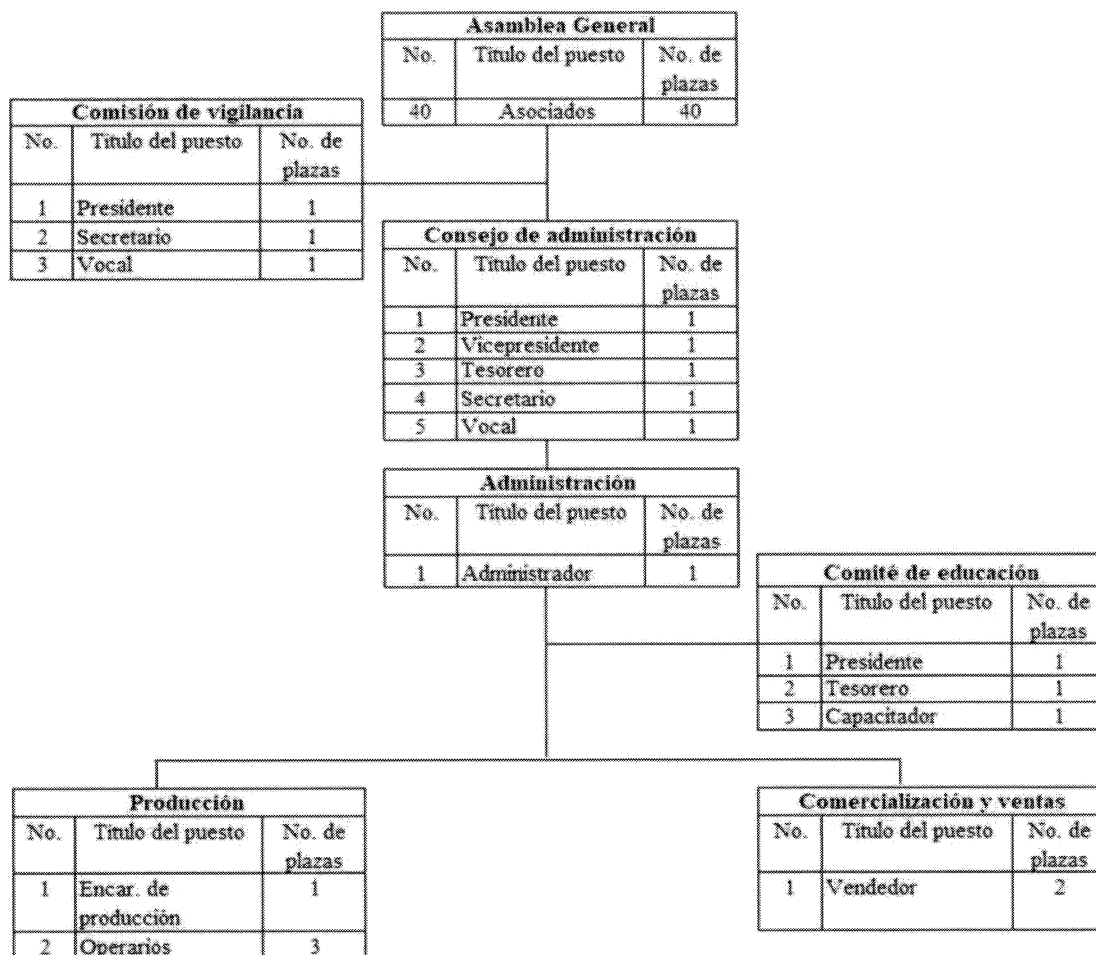 Asamblea General
No. Titulo del puesto No. de
plazas
40 Asociados 40
Comisión de vigilancia
No. Titulo del puesto No. de
plazas
1 Presidente 1
2 Secretario 1
3 Vocal 1
Consejo de administración
No. Titulo del puesto No. de
plazas
1 Presidente 1
2 Vicepresidente 1
3 Tesorero 1
4 Secretario 1
5 Vocal 1
Administración
No. Titulo del puesto No. de
plazas
1 Administrador 1
Comité de educación
No. Titulo del puesto No. de
plazas
1 Presidente 1
2 Tesorero 1
3 Capacitador 1
Producción
No. Titulo del puesto No. de
plazas
1 Encar. de 1
producción
2 Operarios 3
Comercialización y ventas
No. Titulo del puesto No. de
plazas
1 Vendedor 2